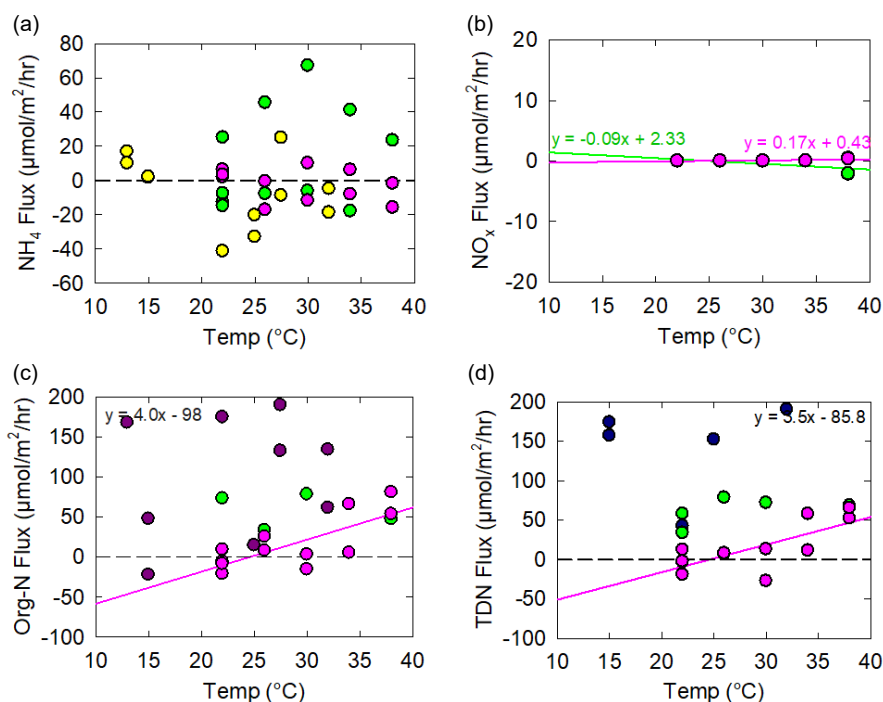 (a)
80
60
40
20
0
-20
-40
-60
NH4 Flux (µmol/m²/hr)
10 15 20 25 30 35 40
Temp (°C)
(b)
20
10
0
-10
-20
NOx Flux (µmol/m²/hr)
y = -0.09x + 2.33
y = 0.17x + 0.43
10 15 20 25 30 35 40
Temp (°C)
(c)
200
150
100
50
0
-50
-100
Org-N Flux (µmol/m²/hr)
y = 4.0x - 98
10 15 20 25 30 35 40
Temp (°C)
(d)
200
150
100
50
0
-50
-100
TDN Flux (µmol/m²/hr)
y = 3.5x - 85.8
10 15 20 25 30 35 40
Temp (°C)